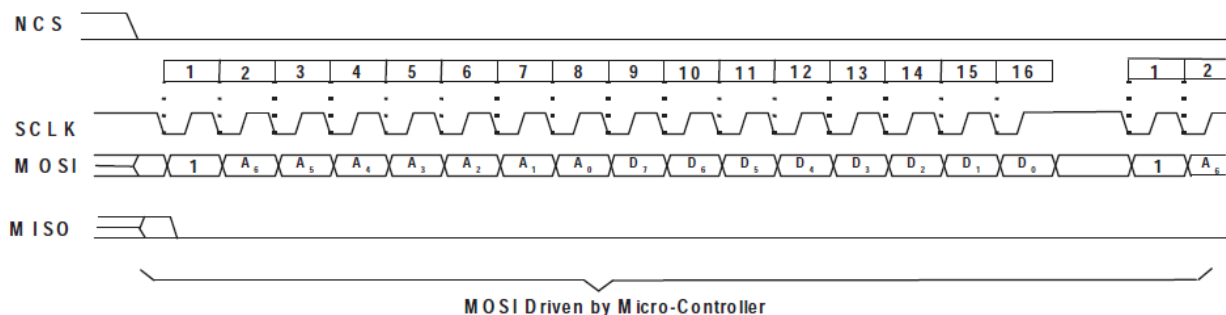 NCS
1 2 3 4 5 6 7 8 9 10 11 12 13 14 15 16 1 2
SCLK
MOSI 1 A6 A5 A4 A3 A2 A1 A0 D7 D6 D5 D4 D3 D2 D1 D0 1 A6
MISO
MOSI Driven by Micro-Controller